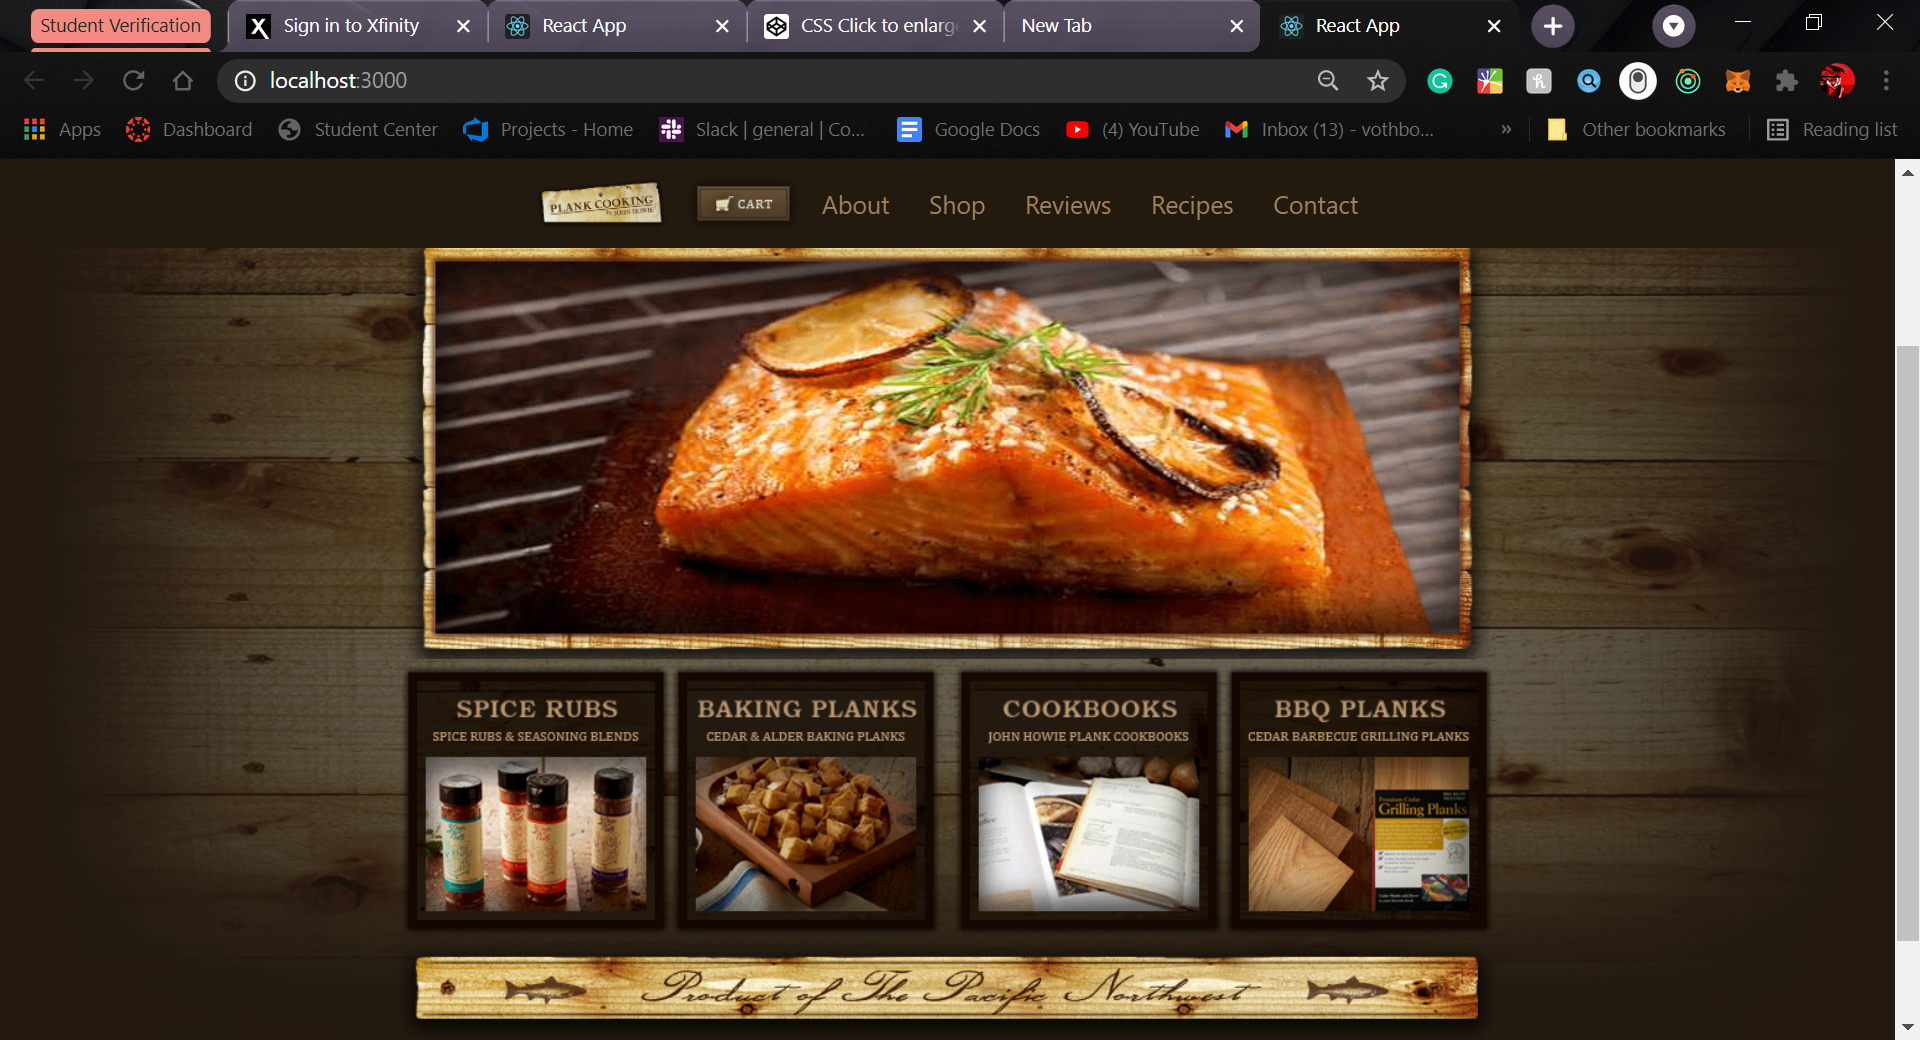 Student Verification
Sign in to Xfinity
React App
CSS Click to enlarg
New Tab
React App
localhost:3000
Apps
Dashboard
Student Center
Projects - Home
Slack | general | Co...
Google Docs
(4) YouTube
Inbox (13) - vothbo...
»
Other bookmarks
Reading list
PLANK COOKING
by JOHN HOWIE
CART
About
Shop
Reviews
Recipes
Contact
SPICE RUBS
SPICE RUBS & SEASONING BLENDS
BAKING PLANKS
CEDAR & ALDER BAKING PLANKS
COOKBOOKS
JOHN HOWIE PLANK COOKBOOKS
BBQ PLANKS
CEDAR BARBECUE GRILLING PLANKS
Premium Cedar
Grilling Planks
Product of The Pacific Northwest